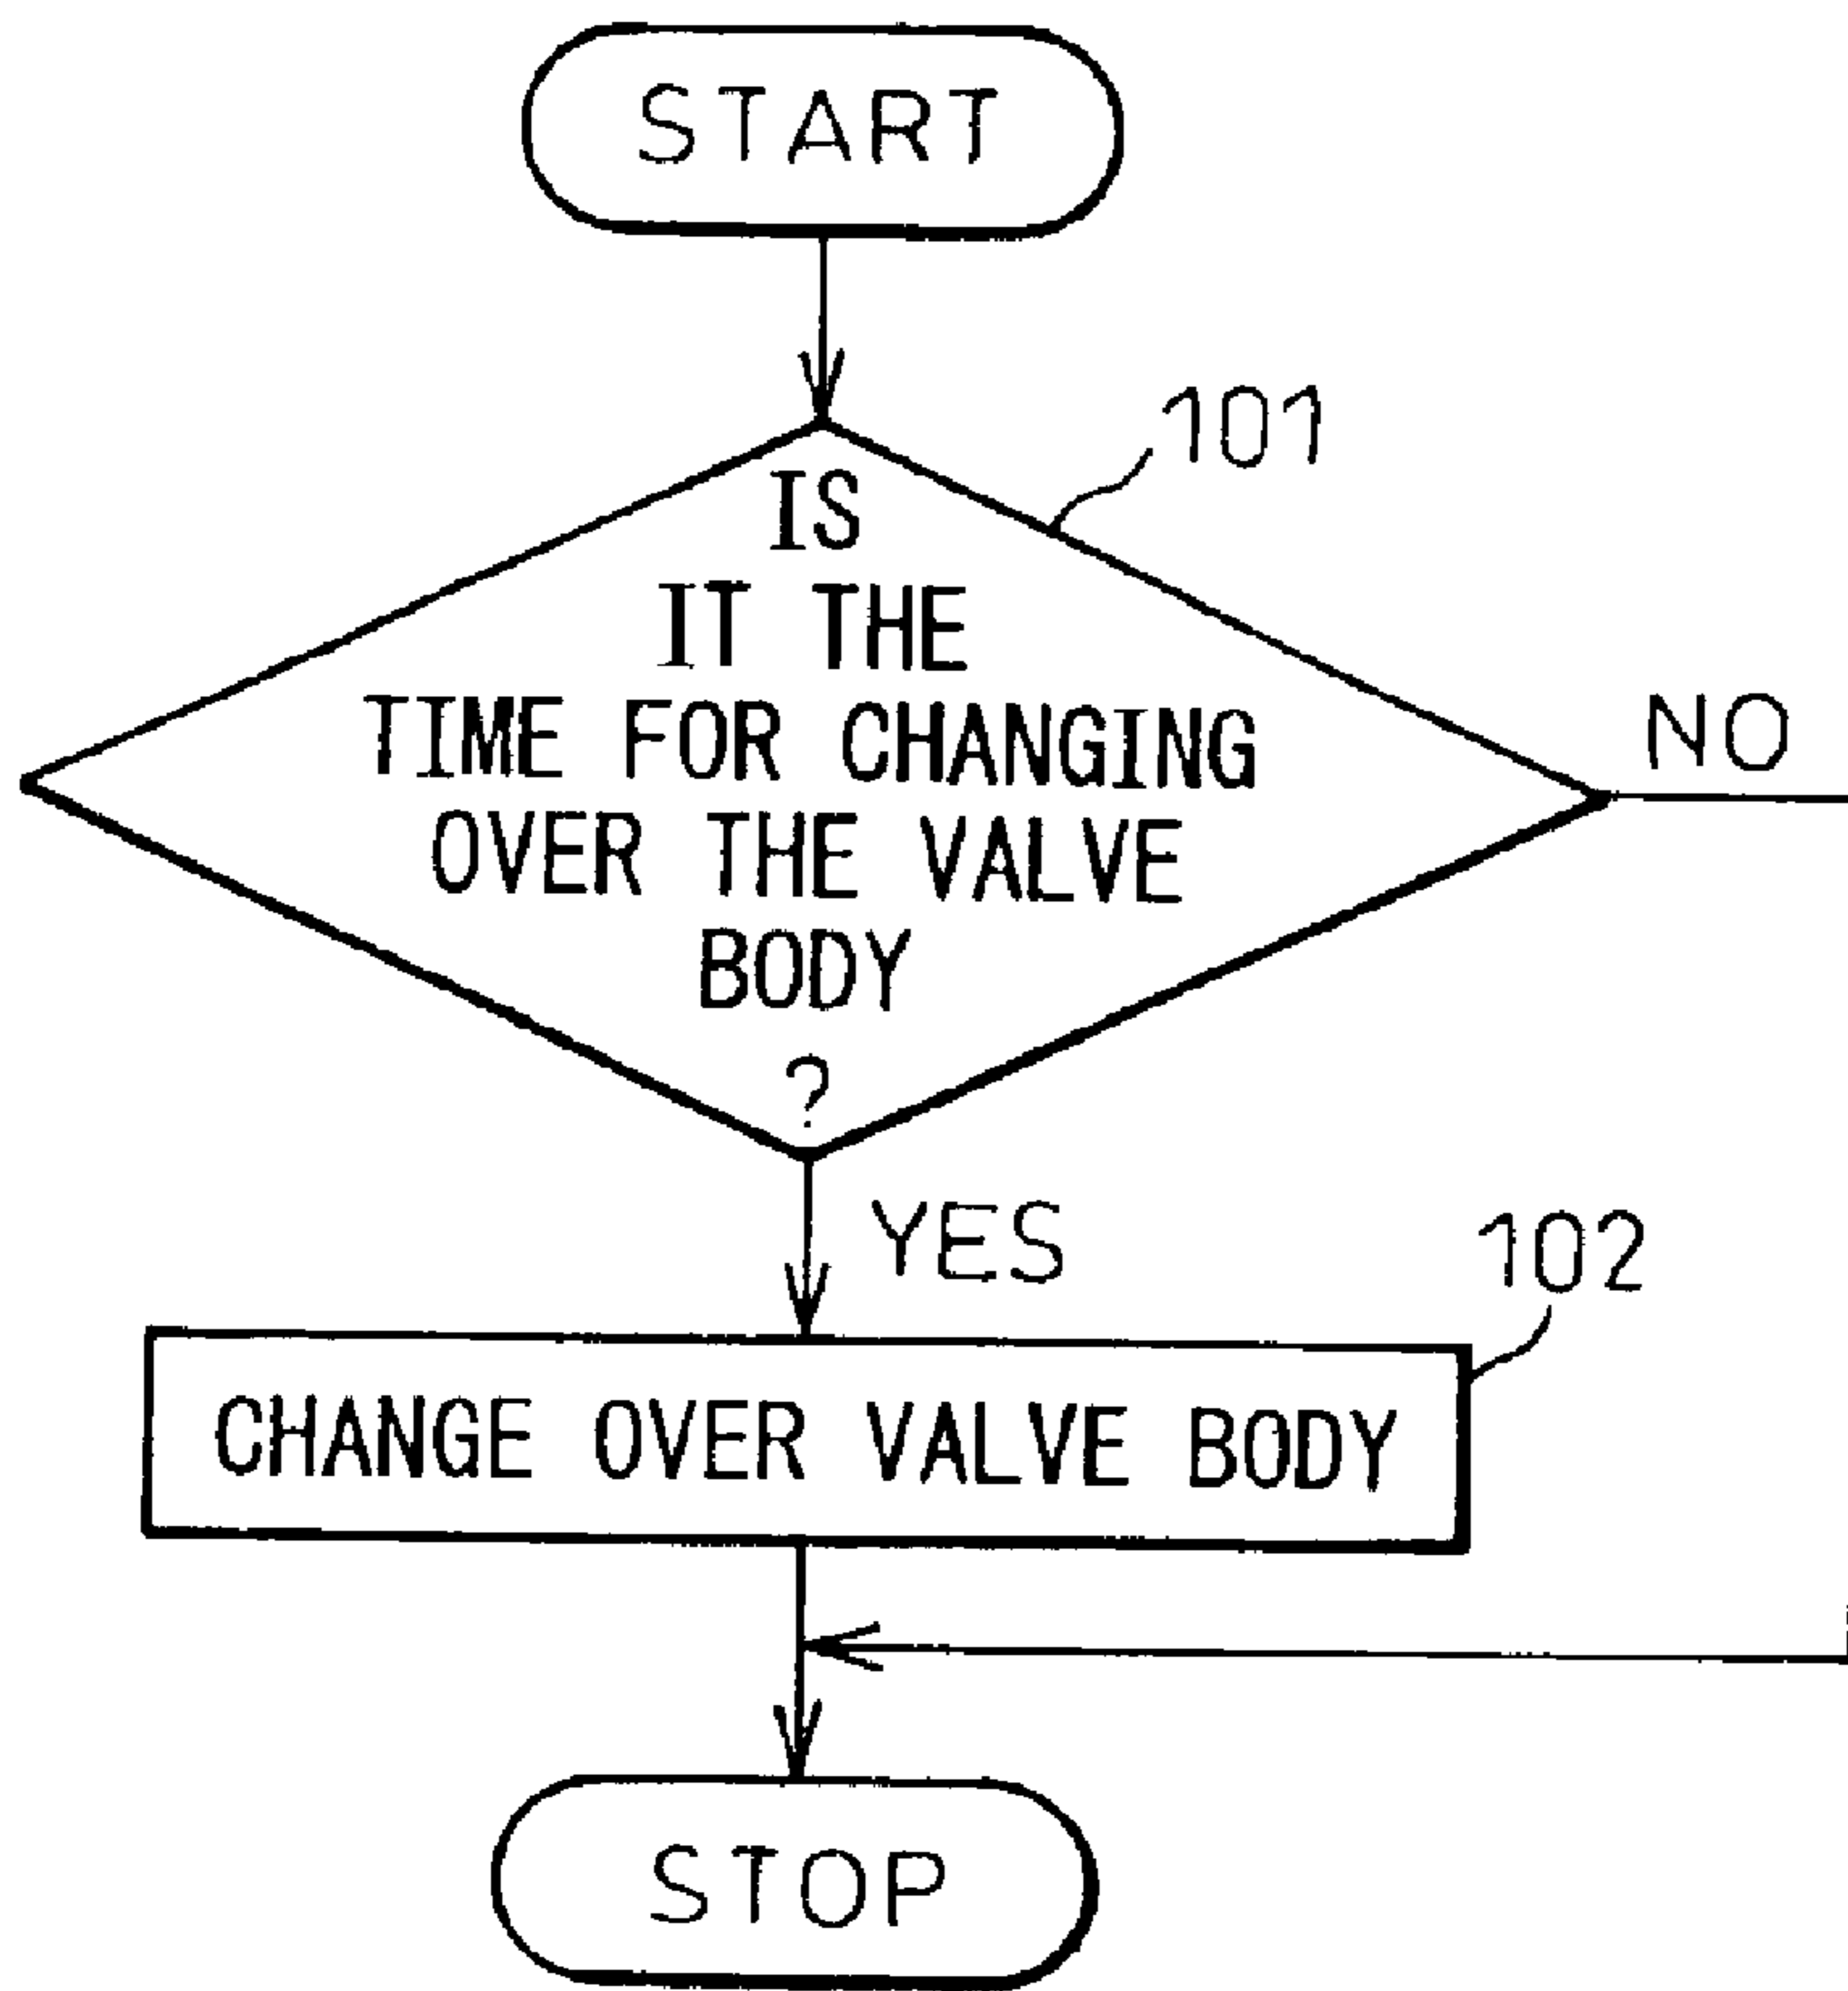 START
101
IS
IT THE
TIME FOR CHANGING
OVER THE VALVE
BODY
?
NO
YES
102
CHANGE OVER VALVE BODY
STOP